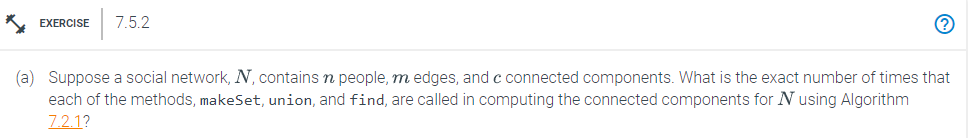 EXERCISE 7.5.2
(a) Suppose a social network, N, contains n people, m edges, and c connected components. What is the exact number of times that
each of the methods, makeSet, union, and find, are called in computing the connected components for N using Algorithm
7.2.1?